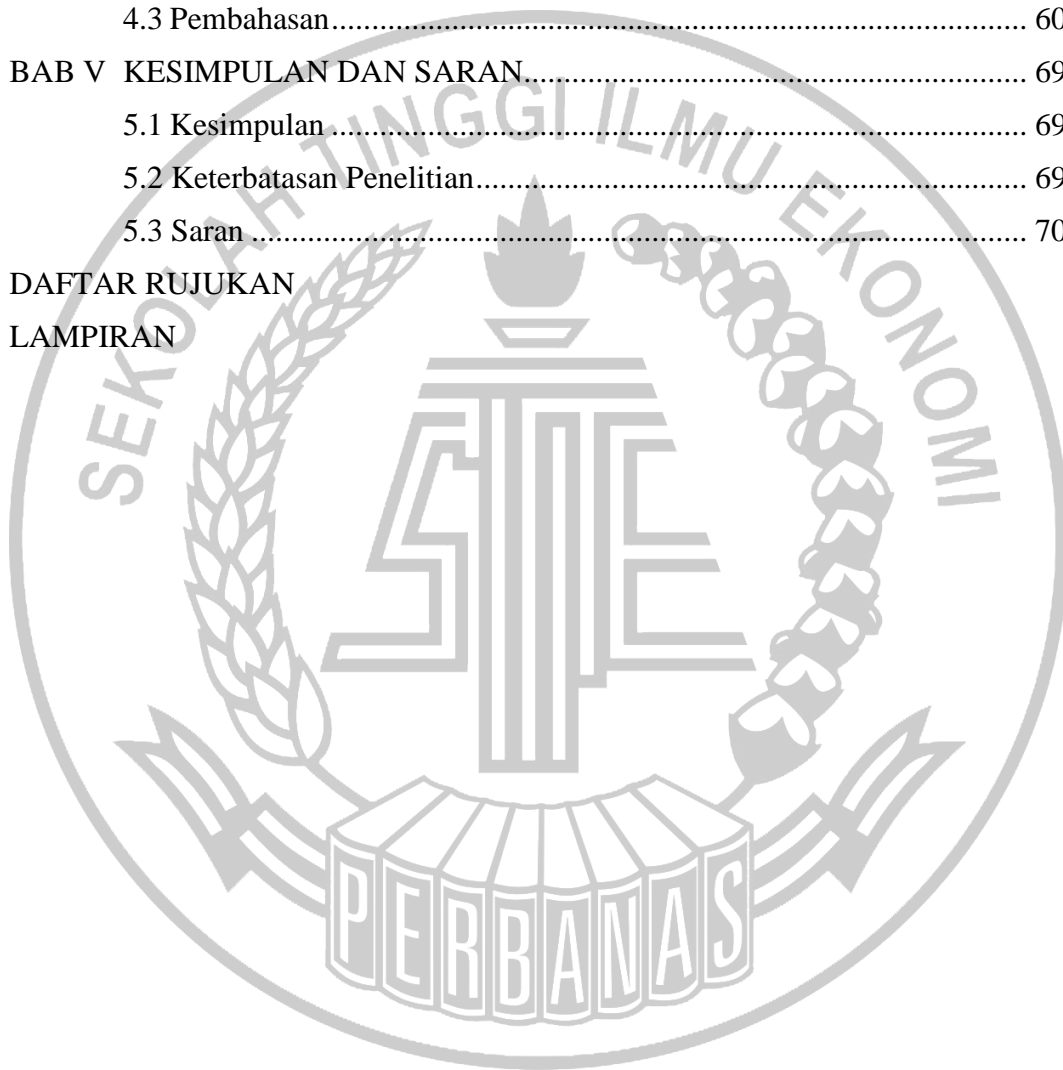 4.3 Pembahasan.......................................................................................... 60
BAB V KESIMPULAN DAN SARAN................................................................ 69
5.1 Kesimpulan .......................................................................................... 69
5.2 Keterbatasan Penelitian....................................................................... 69
5.3 Saran .................................................................................................... 70
DAFTAR RUJUKAN
LAMPIRAN
SEKOLAH TINGGI ILMU EKONOMI
STIE
PERBANAS